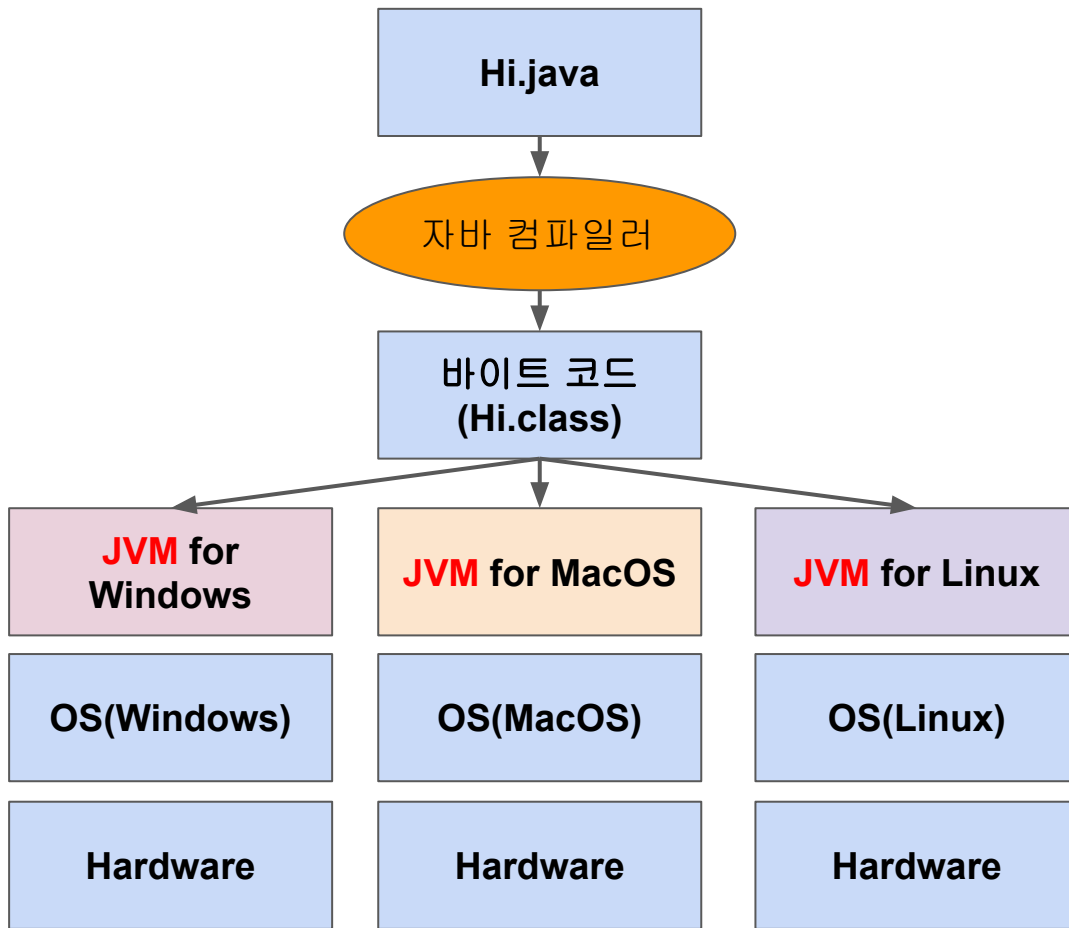 Hi.java
자바 컴파일러
바이트 코드
(Hi.class)
JVM for
Windows
JVM for MacOS
JVM for Linux
OS(Windows)
OS(MacOS)
OS(Linux)
Hardware
Hardware
Hardware